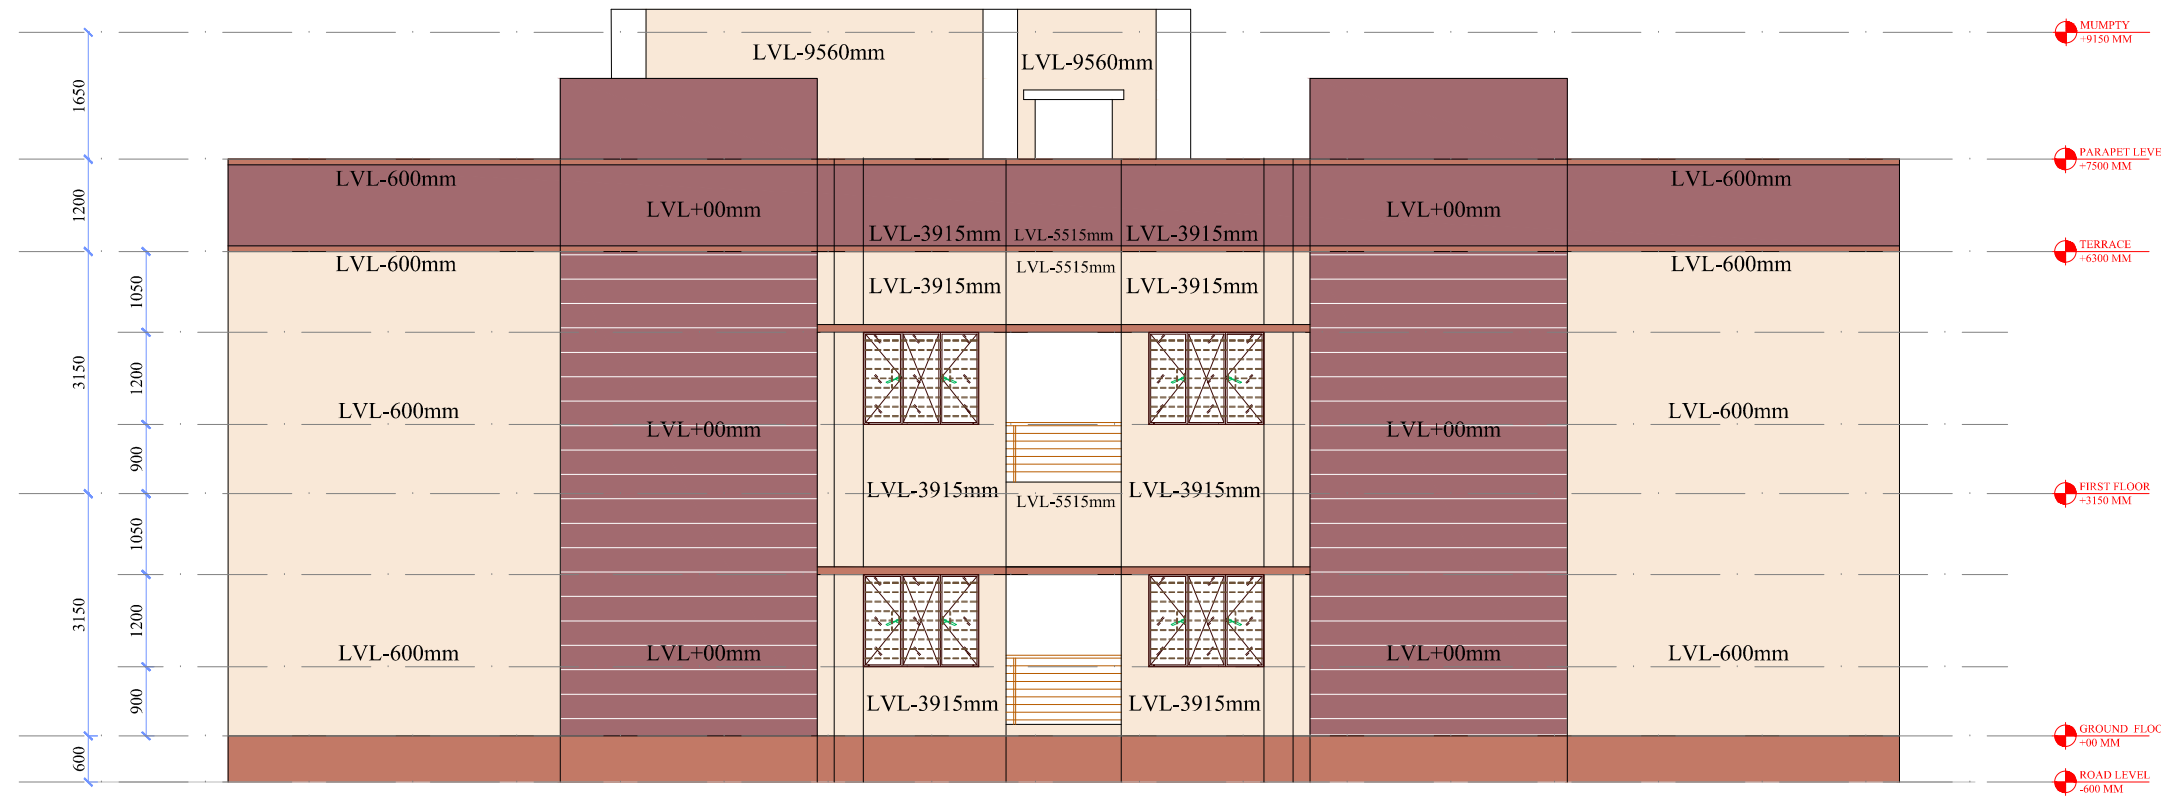 MUMPTY
+9150 MM
LVL-9560mm
LVL-9560mm
1650
PARAPET LEVE
+7500 MM
LVL-600mm
LVL-600mm
1200
LVL+00mm
LVL+00mm
LVL-3915mm
LVL-5515mm
LVL-3915mm
TERRACE
+6300 MM
LVL-600mm
LVL-5515mm
LVL-600mm
1050
LVL-3915mm
LVL-3915mm
3150
1200
LVL-600mm
LVL-600mm
LVL+00mm
LVL+00mm
900
LVL-3915mm
LVL-3915mm
FIRST FLOOR
+3150 MM
LVL-5515mm
1050
3150
1200
LVL-600mm
LVL+00mm
LVL+00mm
LVL-600mm
900
LVL-3915mm
LVL-3915mm
GROUND FLOO
+00 MM
600
ROAD LEVEL
-600 MM